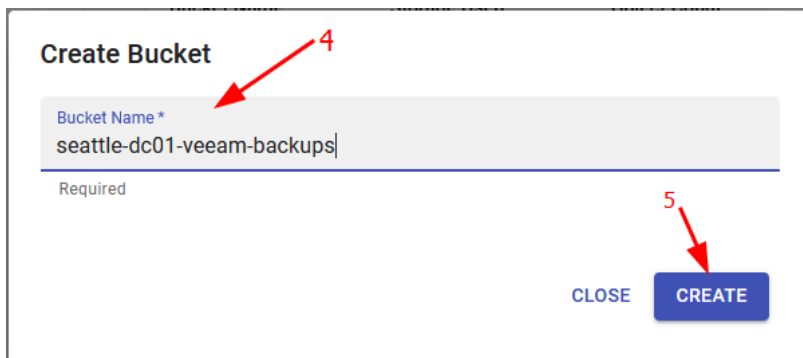 Create Bucket
4
Bucket Name *
seattle-dc01-veeam-backups
Required
5
CLOSE
CREATE